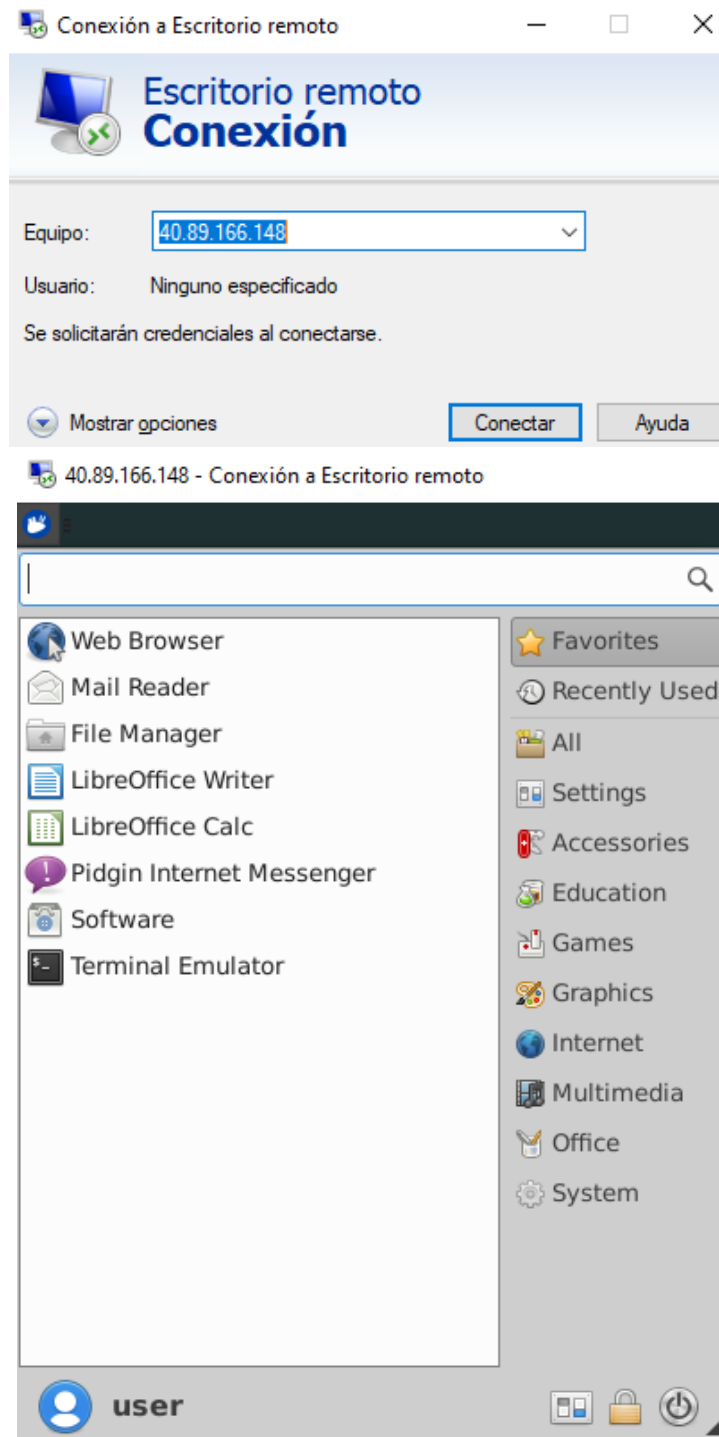 Conexión a Escritorio remoto
Escritorio remoto
Conexión
Equipo: 40.89.166.148
Usuario: Ninguno especificado
Se solicitarán credenciales al conectarse.
Mostrar opciones Conectar Ayuda
40.89.166.148 - Conexión a Escritorio remoto
Web Browser Favorites
Mail Reader Recently Used
File Manager All
LibreOffice Writer Settings
LibreOffice Calc Accessories
Pidgin Internet Messenger Education
Software Games
Terminal Emulator Graphics
Internet
Multimedia
Office
System
user